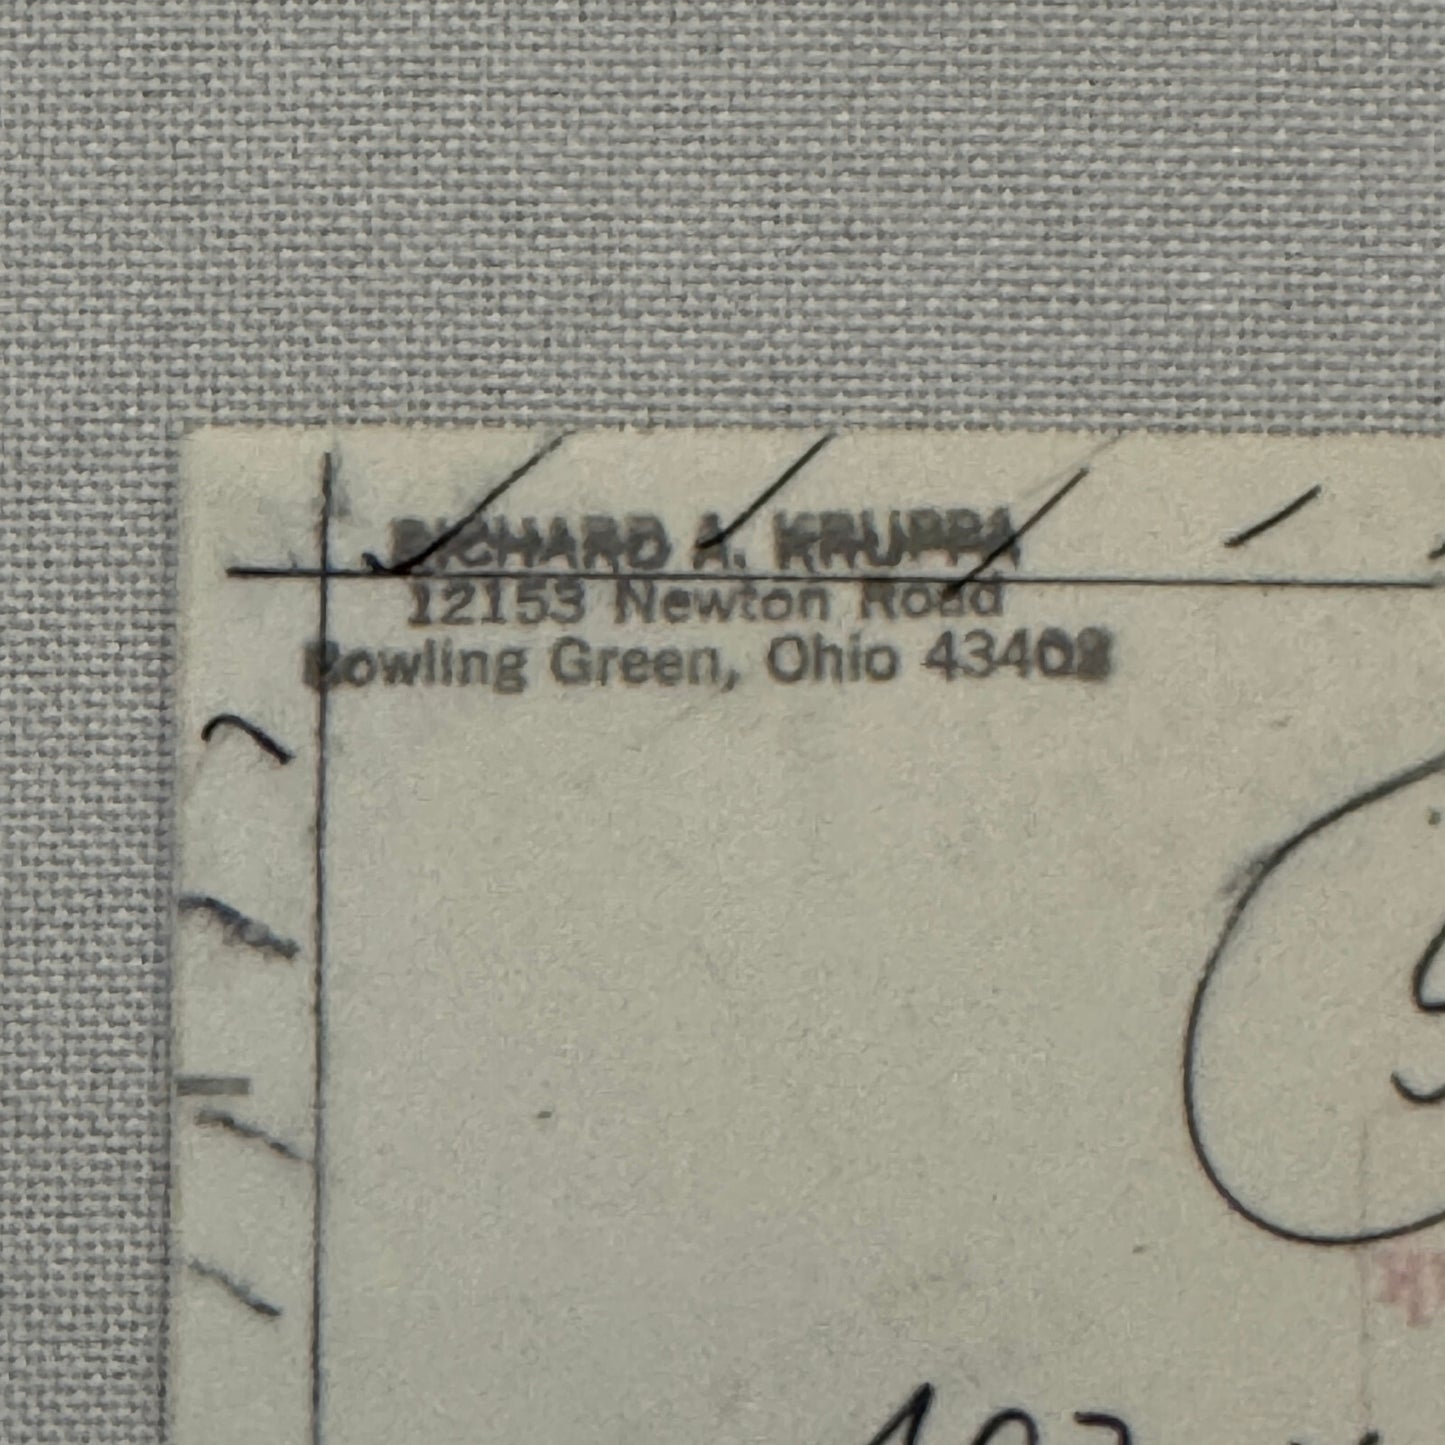 RICHARD A. KRUPPA
12153 Newton Road
Bowling Green, Ohio 43402